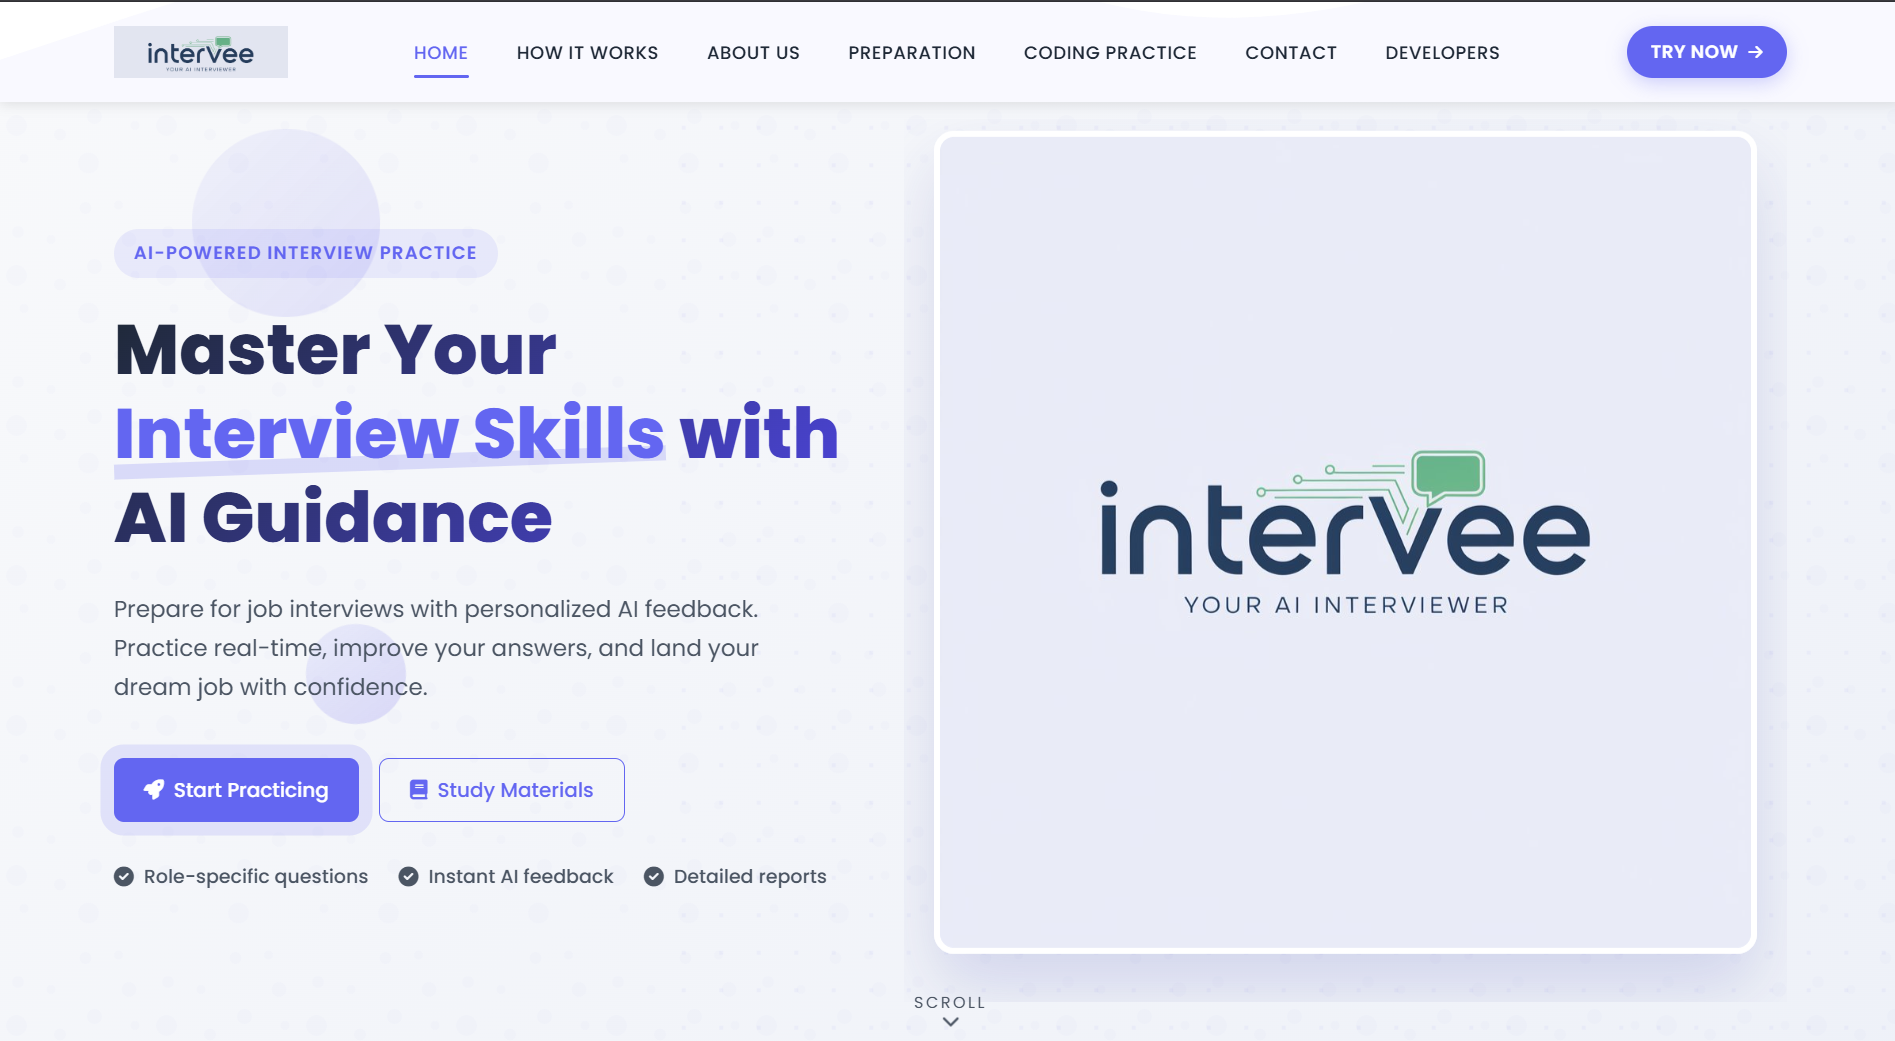 intervee
YOUR AI INTERVIEWER
HOME
HOW IT WORKS
ABOUT US
PREPARATION
CODING PRACTICE
CONTACT
DEVELOPERS
TRY NOW
AI-POWERED INTERVIEW PRACTICE
Master Your
Interview Skills with
AI Guidance
Prepare for job interviews with personalized AI feedback.
Practice real-time, improve your answers, and land your
dream job with confidence.
Start Practicing
Study Materials
Role-specific questions
Instant AI feedback
Detailed reports
intervee
YOUR AI INTERVIEWER
SCROLL